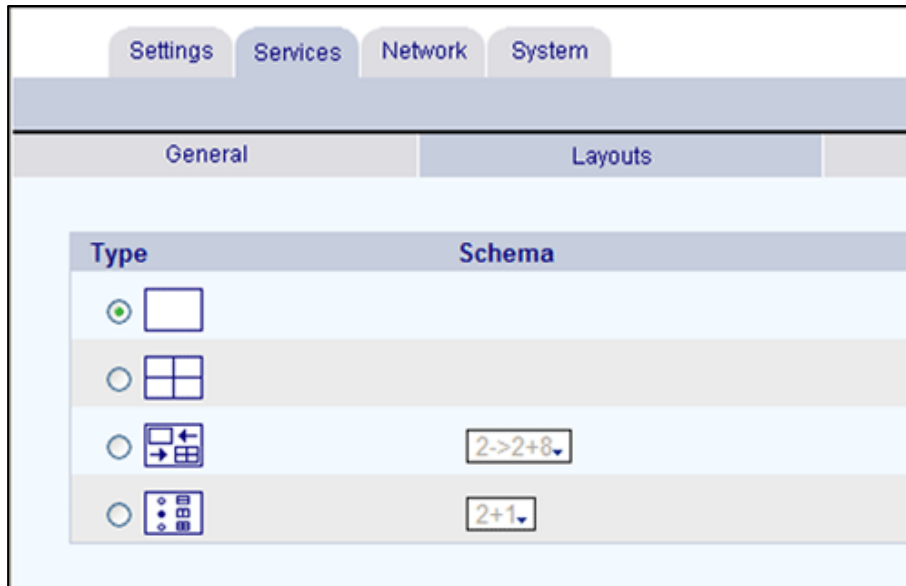 Settings Services Network System
General Layouts
Type Schema
2->2+8
2+1